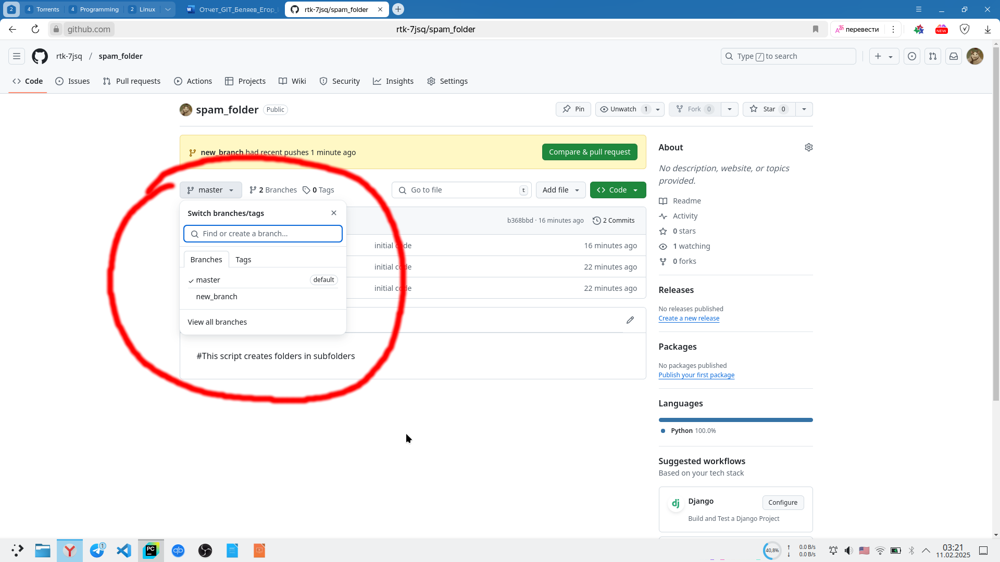 2 4 Torrents 4 Programming 2 Linux Отчет_GIT_Беляев_Егор_ rtk-7jsq/spam_folder
github.com rtk-7jsq/spam_folder перевести NEW
rtk-7jsq / spam_folder Type / to search
Code Issues Pull requests Actions Projects Wiki Security Insights Settings
spam_folder Public Pin Unwatch 1 Fork 0 Star 0
new_branch had recent pushes 1 minute ago Compare & pull request
master 2 Branches 0 Tags Go to file t Add file Code
Switch branches/tags
Find or create a branch...
Branches Tags
master default
new_branch
View all branches
b368bbd · 16 minutes ago 2 Commits
initial code 16 minutes ago
initial code 22 minutes ago
initial code 22 minutes ago
#This script creates folders in subfolders
About
No description, website, or topics
provided.
Readme
Activity
0 stars
1 watching
0 forks
Releases
No releases published
Create a new release
Packages
No packages published
Publish your first package
Languages
Python 100.0%
Suggested workflows
Based on your tech stack
dj Django Configure
Build and Test a Django Project
1 PC qb 40,8% 0.0 B/s
0.0 B/s
03:21
11.02.2025